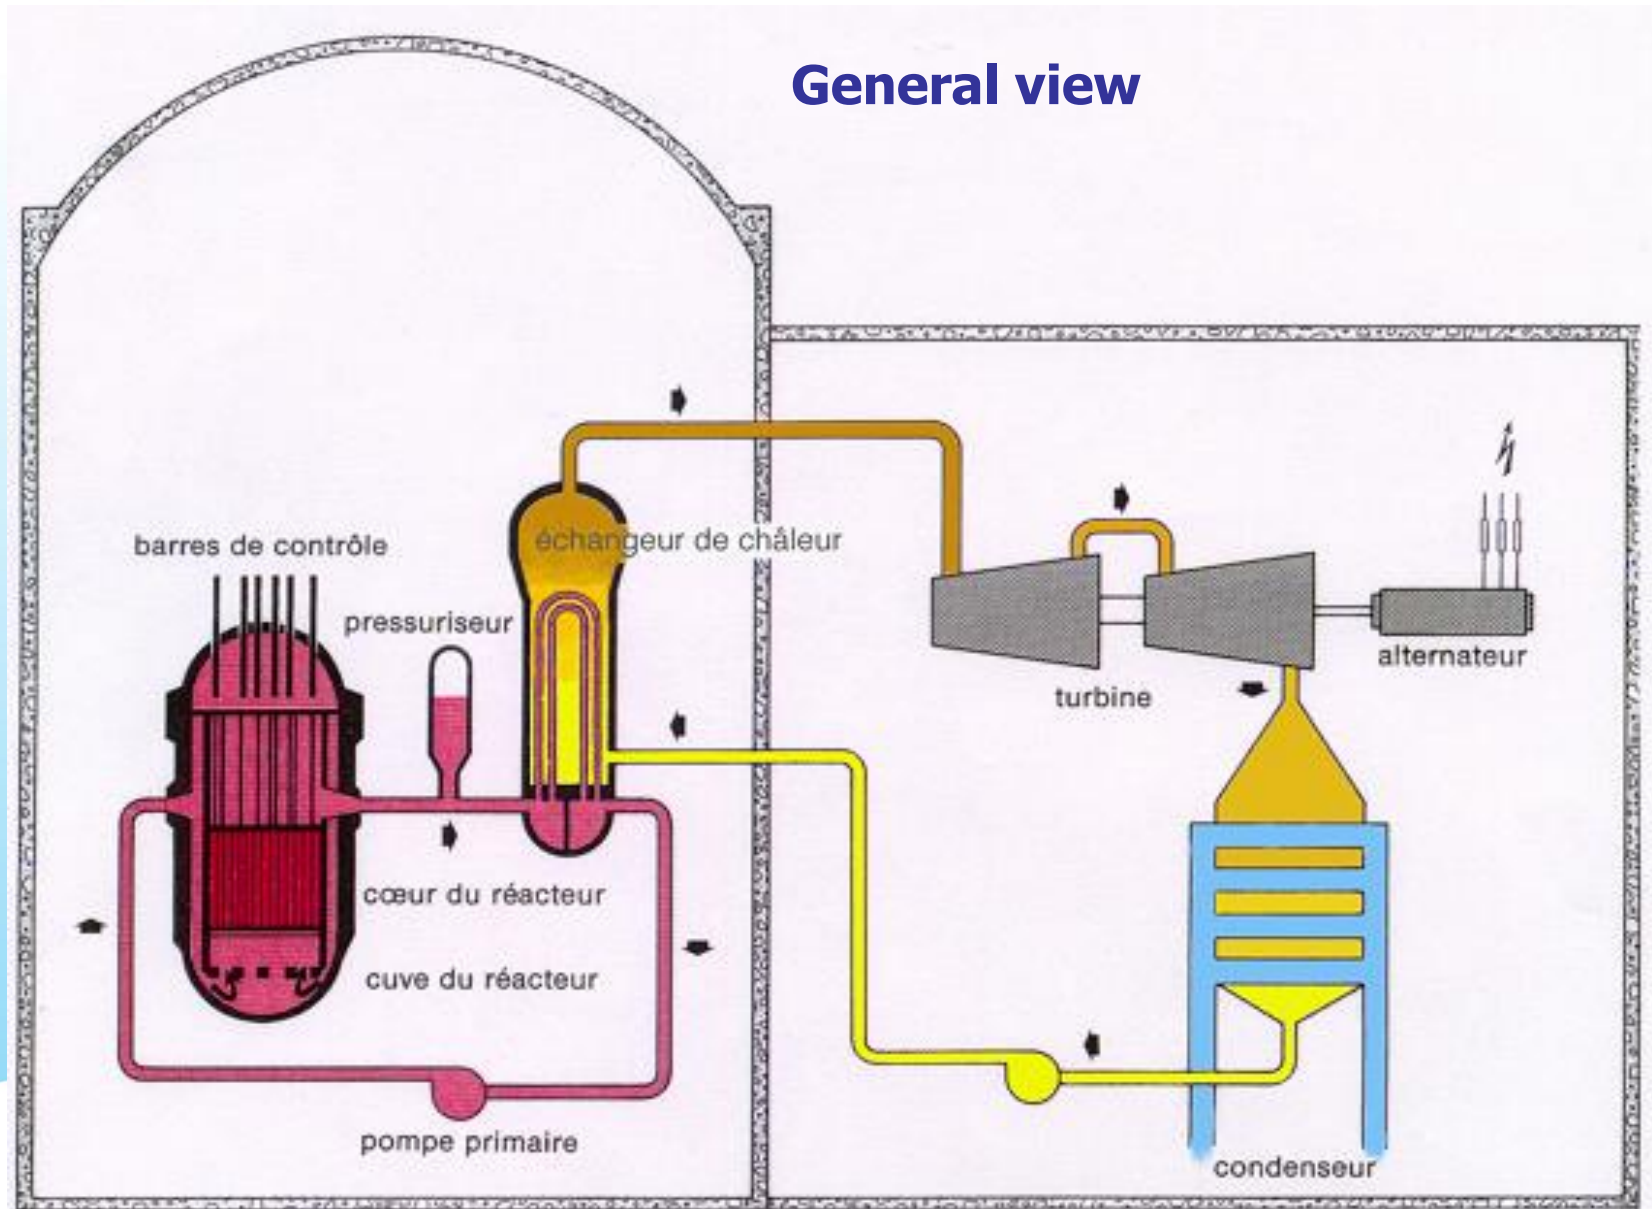 General view
échangeur de châleur
barres de contrôle
pressuriseur
alternateur
turbine
cœur du réacteur
cuve du réacteur
pompe primaire
condenseur